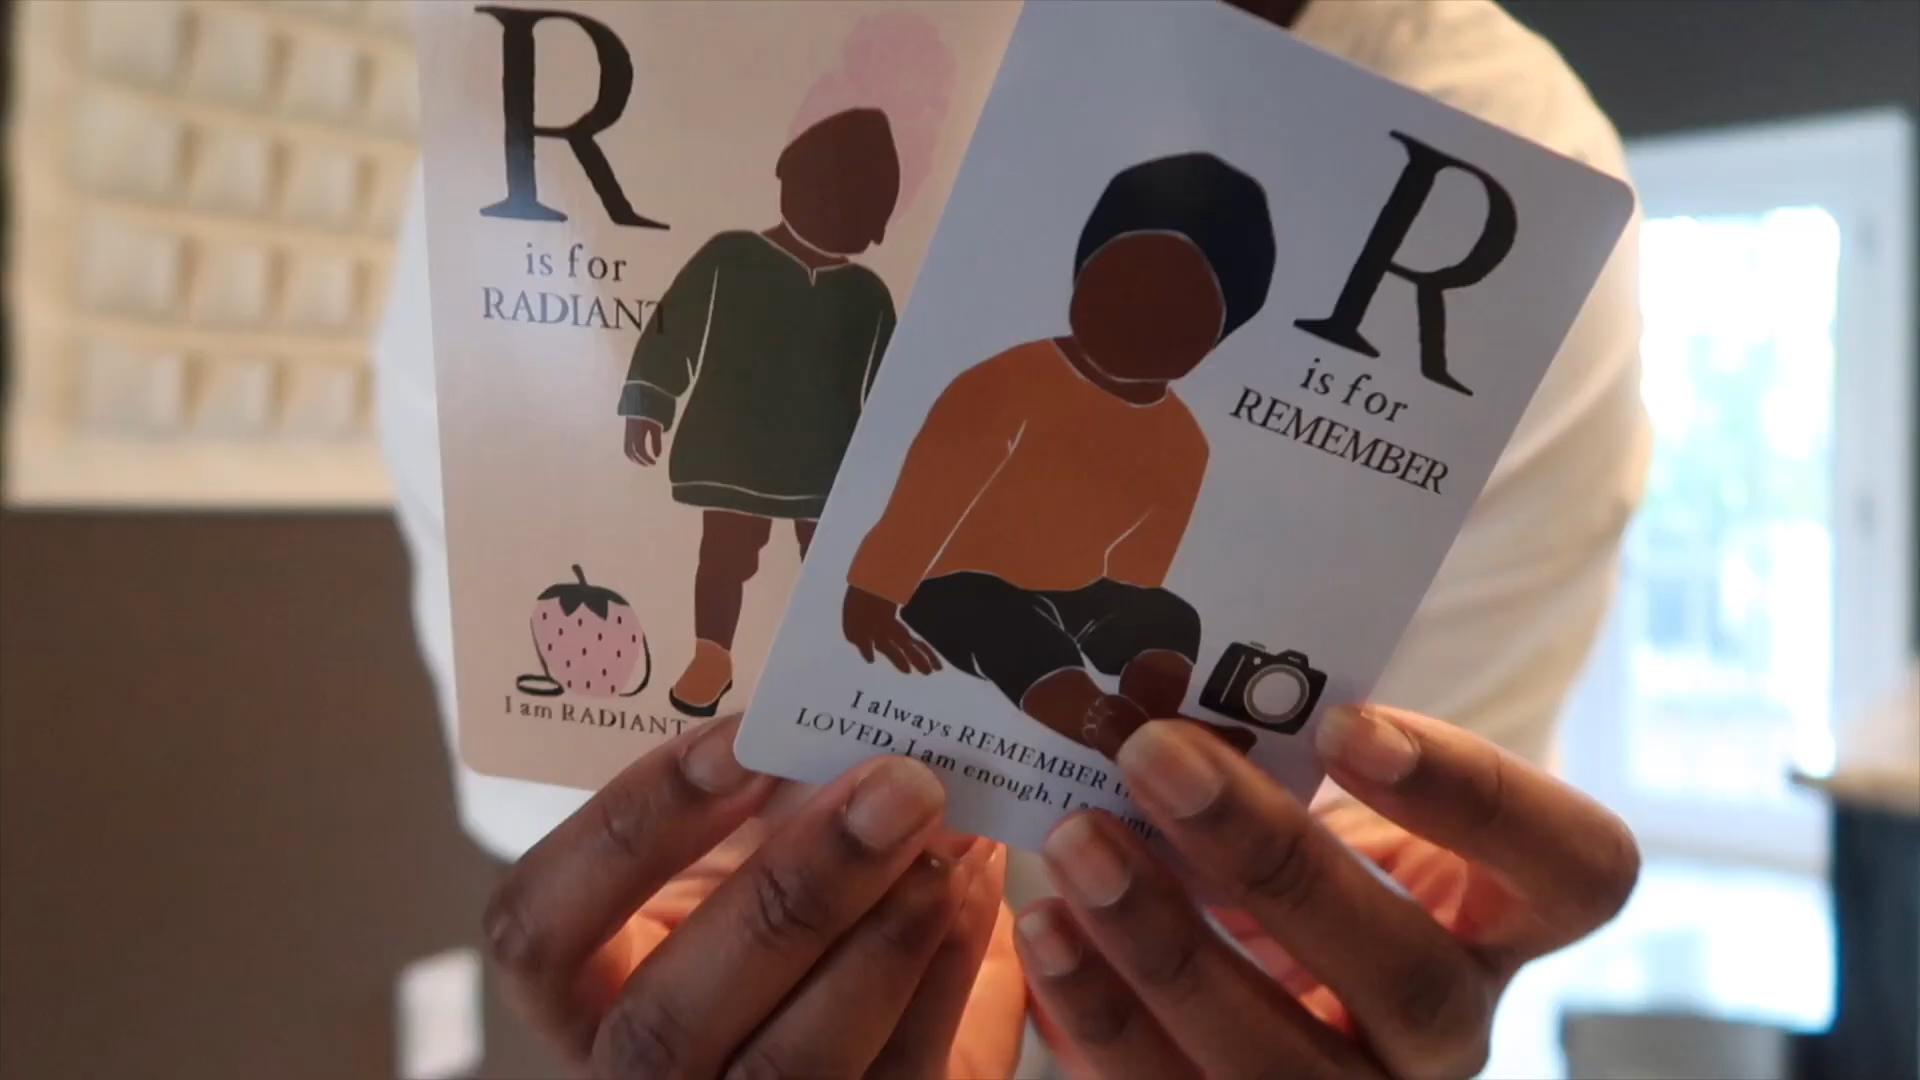 R
is for
RADIANT
I am RADIANT
R
is for
REMEMBER
I always REMEMBER
LOVED. I am enough. I